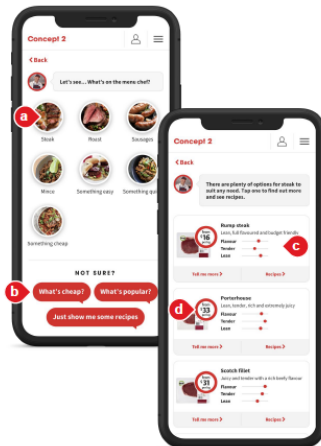 Concept 2
< Back
Let's see... What's on the menu chef?
a
Steak
Roast
Sausages
Mince
Something easy
Something quick
Something cheap
NOT SURE?
b
What's cheap?
What's popular?
Just show me some recipes
Concept 2
< Back
There are plenty of options for steak to
suit any need. Tap one to find out more
and see recipes.
Rump steak
Lean, full flavoured and budget friendly
$16
Flavour
Tender
Lean
c
Tell me more >
Recipes >
Porterhouse
Lean, tender, rich and extremely juicy
d
$33
Flavour
Tender
Lean
Tell me more >
Recipes >
Scotch fillet
Juicy and tender with a rich beefy flavour
$31
Flavour
Tender
Lean
Tell me more >
Recipes >